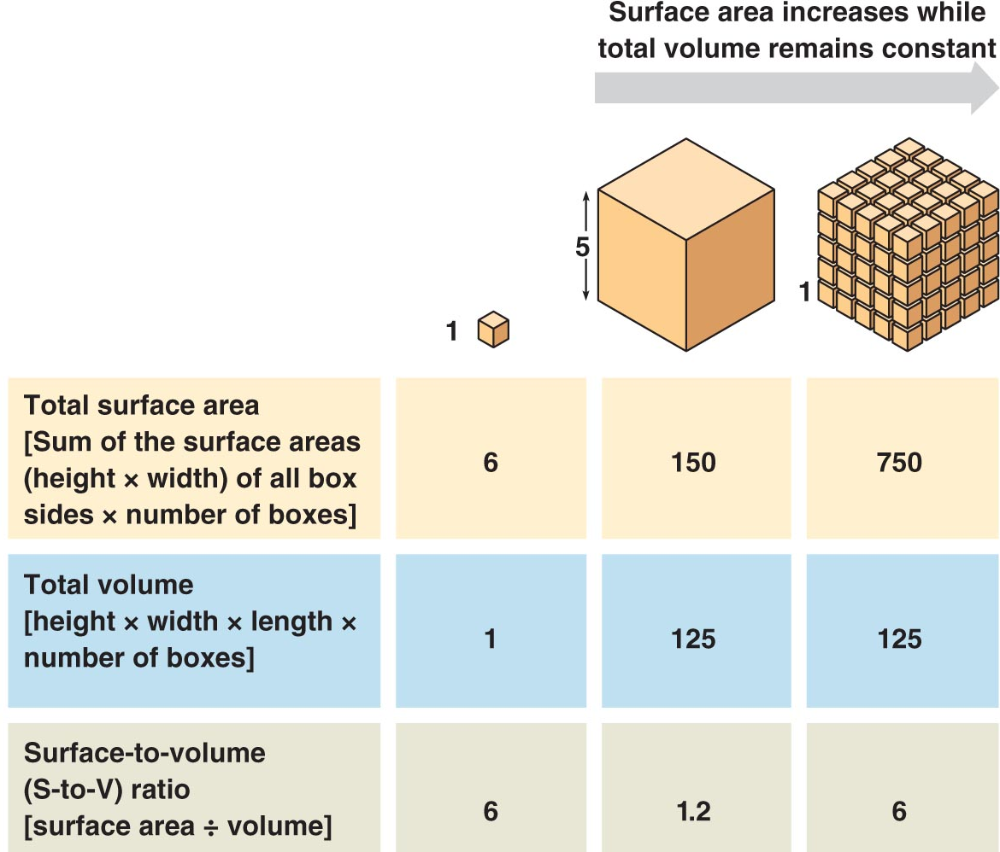 Surface area increases while
total volume remains constant
5
1
1
Total surface area
[Sum of the surface areas
(height × width) of all box
sides × number of boxes]
6
150
750
Total volume
[height × width × length ×
number of boxes]
1
125
125
Surface-to-volume
(S-to-V) ratio
[surface area ÷ volume]
6
1.2
6